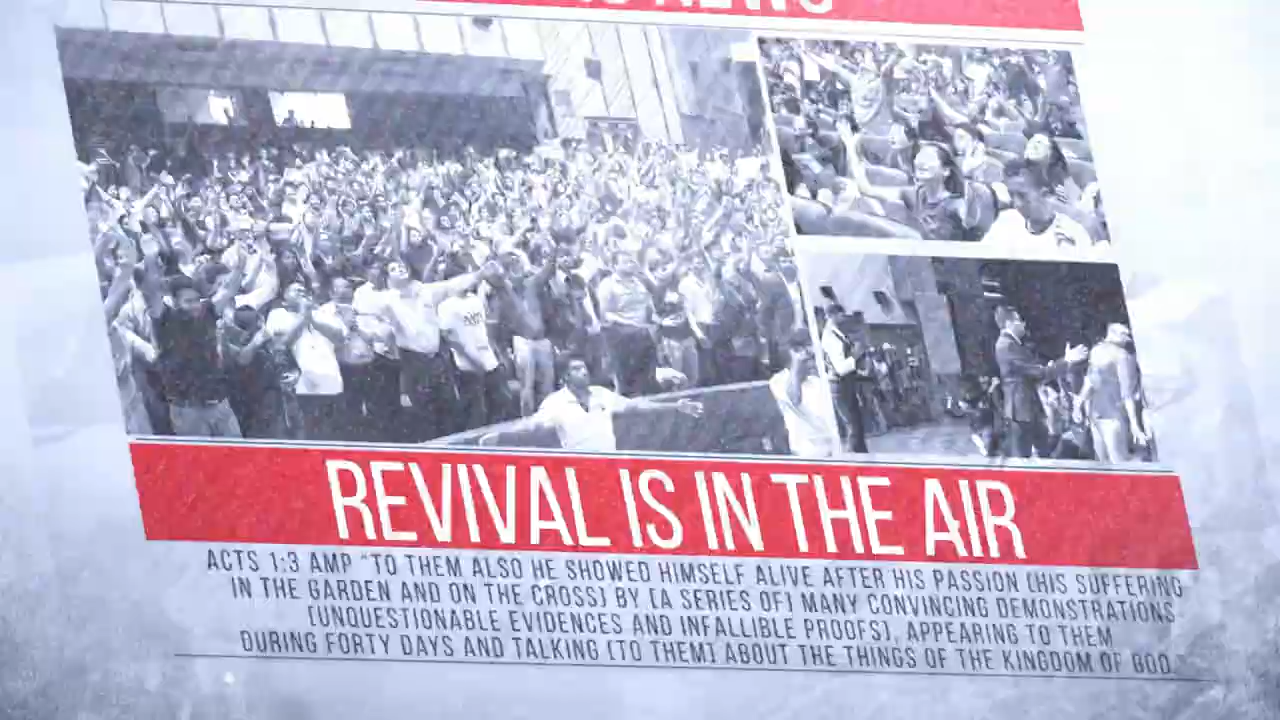 NEWS
REVIVAL IS IN THE AIR
ACTS 1:3 AMP "TO THEM ALSO HE SHOWED HIMSELF ALIVE AFTER HIS PASSION [HIS SUFFERING
IN THE GARDEN AND ON THE CROSS] BY [A SERIES OF] MANY CONVINCING DEMONSTRATIONS
[UNQUESTIONABLE EVIDENCES AND INFALLIBLE PROOFS], APPEARING TO THEM
DURING FORTY DAYS AND TALKING [TO THEM] ABOUT THE THINGS OF THE KINGDOM OF GOD.